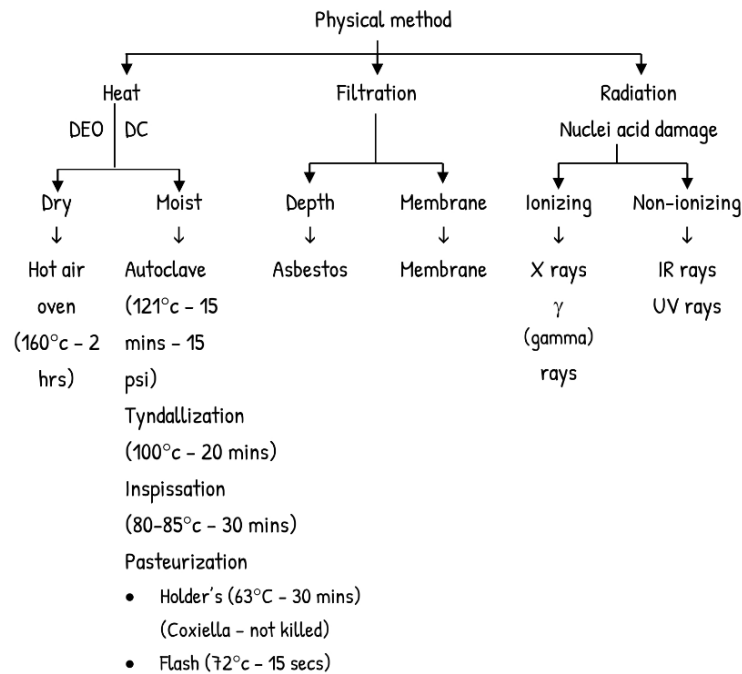 Physical method
Heat
Filtration
Radiation
DEO
DC
Nuclei acid damage
Dry
Moist
Depth
Membrane
Ionizing
Non-ionizing
Hot air
oven
(160°c – 2
hrs)
Autoclave
(121°c – 15
mins – 15
psi)
Tyndallization
(100°c – 20 mins)
Inspissation
(80-85°c – 30 mins)
Pasteurization
• Holder's (63°C – 30 mins)
(Coxiella – not killed)
• Flash (72°c – 15 secs)
Asbestos
Membrane
X rays
γ
(gamma)
rays
IR rays
UV rays